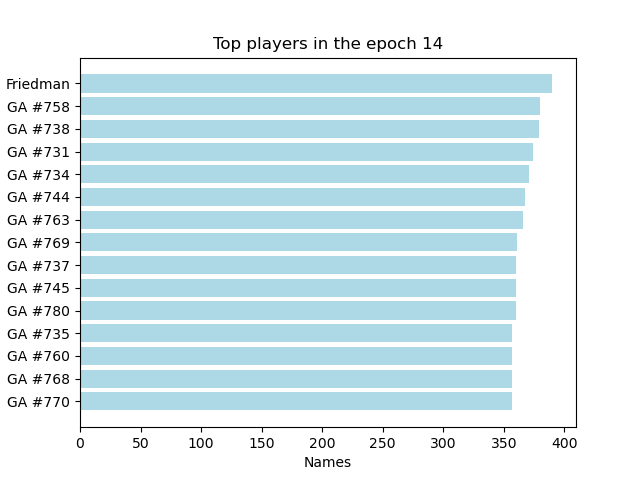 Top players in the epoch 14
Friedman
GA #758
GA #738
GA #731
GA #734
GA #744
GA #763
GA #769
GA #737
GA #745
GA #780
GA #735
GA #760
GA #768
GA #770
0 50 100 150 200 250 300 350 400
Names